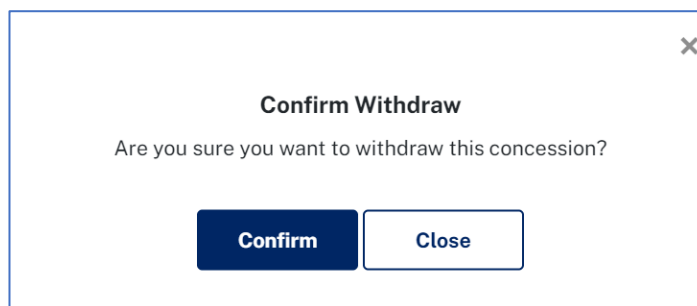 Confirm Withdraw
Are you sure you want to withdraw this concession?
Confirm Close